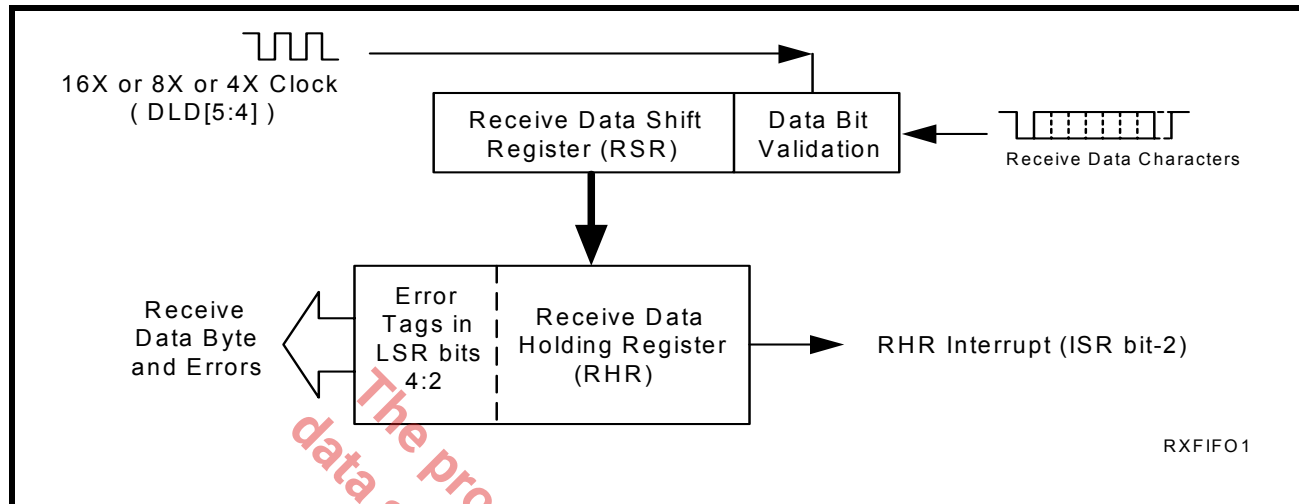 16X or 8X or 4X Clock
( DLD[5:4] )
Receive Data Shift
Register (RSR)
Data Bit
Validation
Receive Data Characters
Receive
Data Byte
and Errors
Error
Tags in
LSR bits
4:2
Receive Data
Holding Register
(RHR)
RHR Interrupt (ISR bit-2)
RXFIFO1
The
data